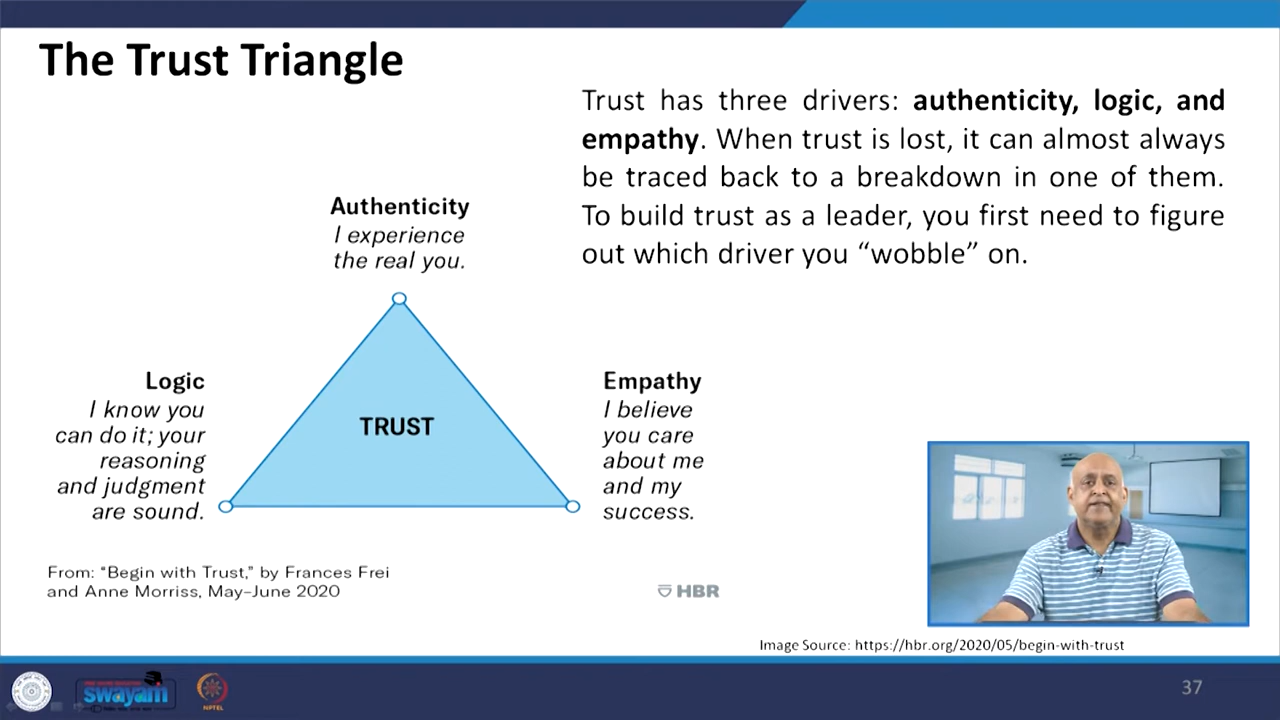 The Trust Triangle
Trust has three drivers: authenticity, logic, and
empathy. When trust is lost, it can almost always
be traced back to a breakdown in one of them.
To build trust as a leader, you first need to figure
out which driver you “wobble” on.
Authenticity
I experience
the real you.
Logic
I know you
can do it; your
reasoning
and judgment
are sound.
TRUST
Empathy
I believe
you care
about me
and my
success.
From: “Begin with Trust,” by Frances Frei
and Anne Morriss, May–June 2020
HBR
Image Source: https://hbr.org/2020/05/begin-with-trust
swayam
NPTEL
37